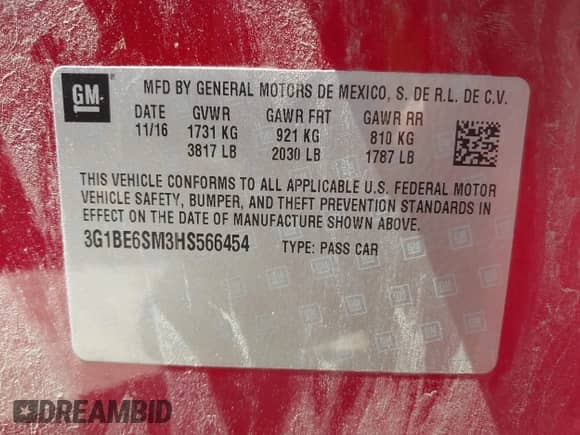 GM
MFD BY GENERAL MOTORS DE MEXICO, S. DE R.L. DE C.V.
DATE GVWR GAWR FRT GAWR RR
11/16 1731 KG 921 KG 810 KG
3817 LB 2030 LB 1787 LB
THIS VEHICLE CONFORMS TO ALL APPLICABLE U.S. FEDERAL MOTOR
VEHICLE SAFETY, BUMPER, AND THEFT PREVENTION STANDARDS IN
EFFECT ON THE DATE OF MANUFACTURE SHOWN ABOVE.
3G1BE6SM3HS566454 TYPE: PASS CAR
DREAMBID